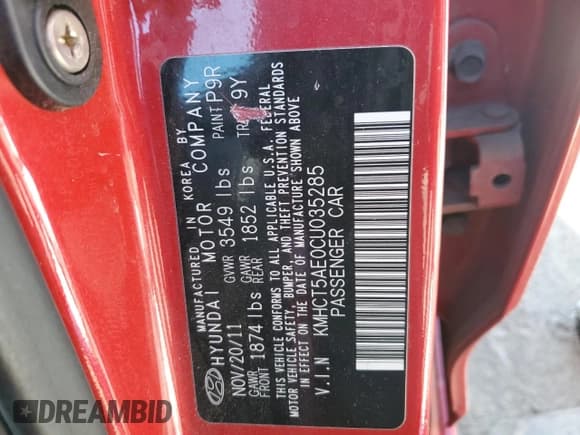 MANUFACTURED IN KOREA BY
HYUNDAI MOTOR COMPANY
NOV/20/11 GVWR 3549 lbs PAINT P9R
GAWR FRONT 1874 lbs GAWR REAR 1852 lbs 9Y
THIS VEHICLE CONFORMS TO ALL APPLICABLE U.S.A. FEDERAL
MOTOR VEHICLE SAFETY, BUMPER, AND THEFT PREVENTION STANDARDS
IN EFFECT ON THE DATE OF MANUFACTURE SHOWN ABOVE
V.I.N KMHCT5AE0CU035285
PASSENGER CAR
DREAMBID